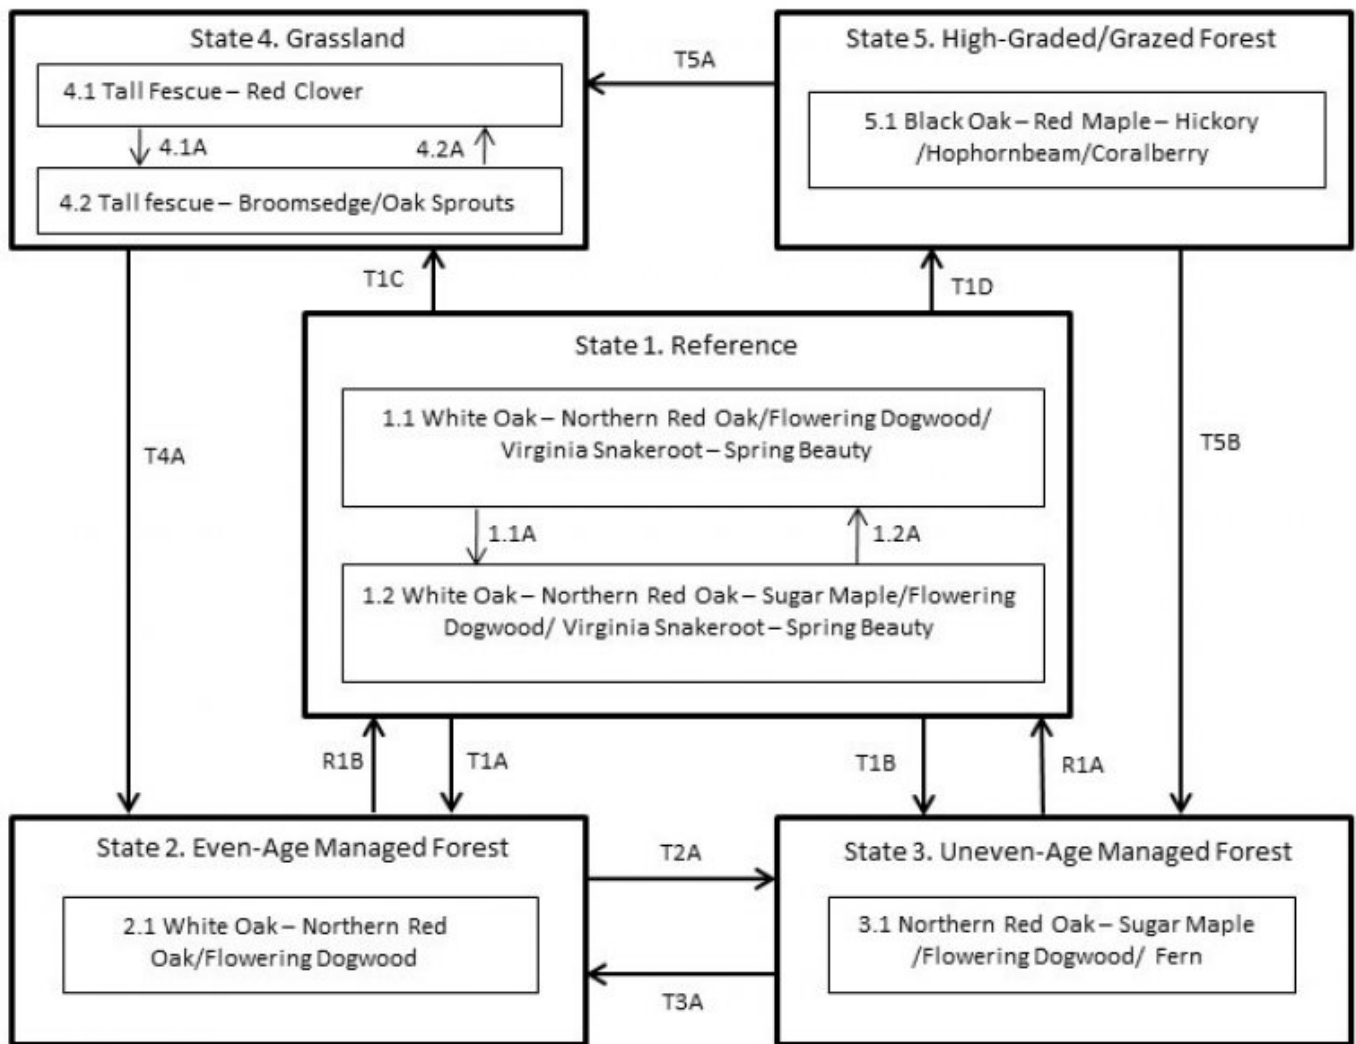 State 4. Grassland
4.1 Tall Fescue – Red Clover
4.1A
4.2A
4.2 Tall fescue – Broomsedge/Oak Sprouts
T5A
State 5. High-Graded/Grazed Forest
5.1 Black Oak – Red Maple – Hickory
/Hophornbeam/Coralberry
T1C
T1D
State 1. Reference
1.1 White Oak – Northern Red Oak/Flowering Dogwood/
Virginia Snakeroot – Spring Beauty
1.1A
1.2A
1.2 White Oak – Northern Red Oak – Sugar Maple/Flowering
Dogwood/ Virginia Snakeroot – Spring Beauty
T4A
T5B
R1B
T1A
T1B
R1A
State 2. Even-Age Managed Forest
2.1 White Oak – Northern Red
Oak/Flowering Dogwood
T2A
T3A
State 3. Uneven-Age Managed Forest
3.1 Northern Red Oak – Sugar Maple
/Flowering Dogwood/ Fern